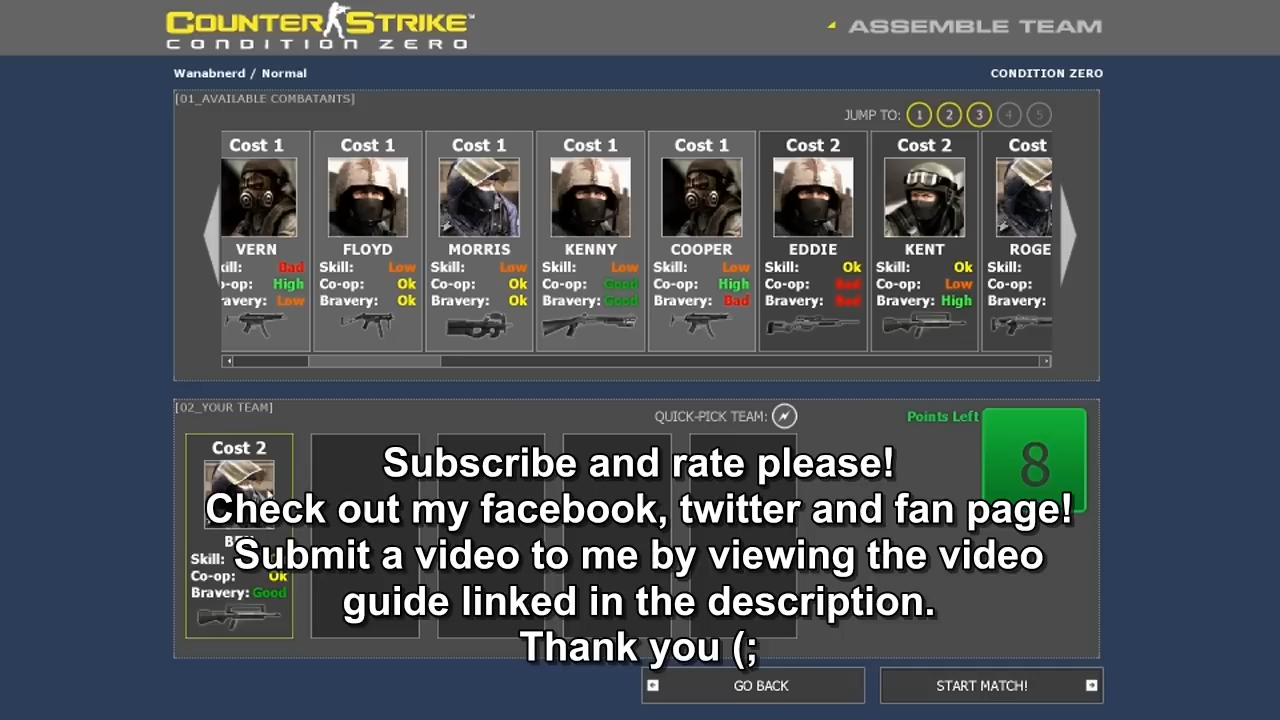 COUNTER STRIKE™
CONDITION ZERO
ASSEMBLE TEAM
Wanabnerd / Normal
CONDITION ZERO
[01_AVAILABLE COMBATANTS]
JUMP TO: 1 2 3 4 5
Cost 1 Cost 1 Cost 1 Cost 1 Cost 1 Cost 2 Cost 2 Cost
VERN FLOYD MORRIS KENNY COOPER EDDIE KENT ROGE
kill: Bad Skill: Low Skill: Low Skill: Low Skill: Low Skill: Ok Skill: Ok Skill:
o-op: High Co-op: Ok Co-op: Ok Co-op: Good Co-op: High Co-op: Bad Co-op: Low Co-op:
ravery: Low Bravery: Ok Bravery: Ok Bravery: Good Bravery: Bad Bravery: Bad Bravery: High Bravery:
[02_YOUR TEAM]
QUICK-PICK TEAM:
Points Left
8
Cost 2
Skill:
Co-op: Ok
Bravery: Good
Subscribe and rate please!
Check out my facebook, twitter and fan page!
Submit a video to me by viewing the video
guide linked in the description.
Thank you (;
GO BACK
START MATCH!